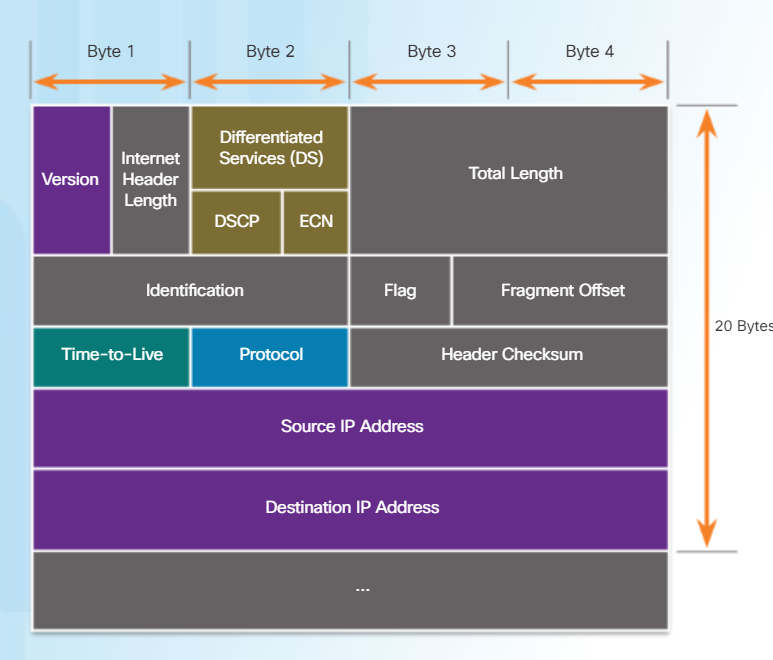 Byte 1 Byte 2 Byte 3 Byte 4
Version
Internet
Header
Length
Differentiated
Services (DS)
DSCP ECN
Total Length
Identification Flag Fragment Offset
20 Bytes
Time-to-Live Protocol Header Checksum
Source IP Address
Destination IP Address
...